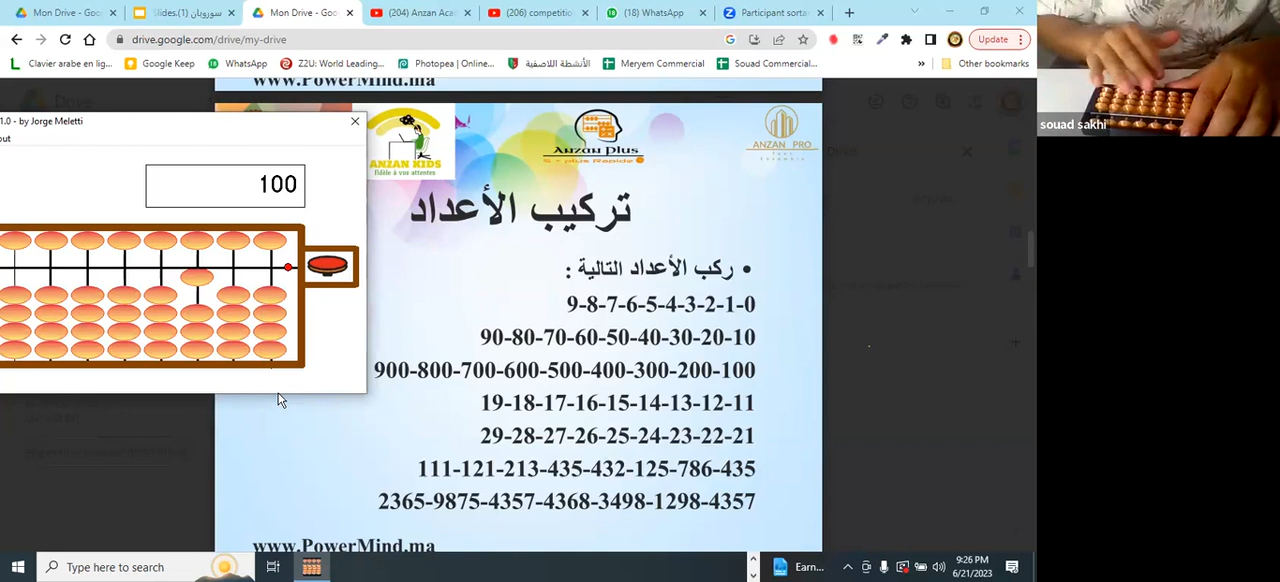 Mon Drive - Goo
سوروبان (1).Slides
Mon Drive - Goo
(204) Anzan Aca
(206) competitio
(18) WhatsApp
Participant sorta
drive.google.com/drive/my-drive
Update
Clavier arabe en lig...
Google Keep
WhatsApp
Z2U: World Leading...
Photopea | Online...
الأنشطة اللاصفية
Meryem Commercial
Souad Commercial...
»
Other bookmarks
www.PowerMind.ma
1.0 - by Jorge Meletti
out
100
ANZAN KIDS
Fidèle à vos attentes
Anzan Plus
S - plus Rapide
ANZAN PRO
Tous Ensemble
souad sakhi
تركيب الأعداد
• ركب الأعداد التالية :
9-8-7-6-5-4-3-2-1-0
90-80-70-60-50-40-30-20-10
900-800-700-600-500-400-300-200-100
19-18-17-16-15-14-13-12-11
29-28-27-26-25-24-23-22-21
111-121-213-435-432-125-786-435
2365-9875-4357-4368-3498-1298-4357
www.PowerMind.ma
Type here to search
Earn...
9:26 PM
6/21/2023